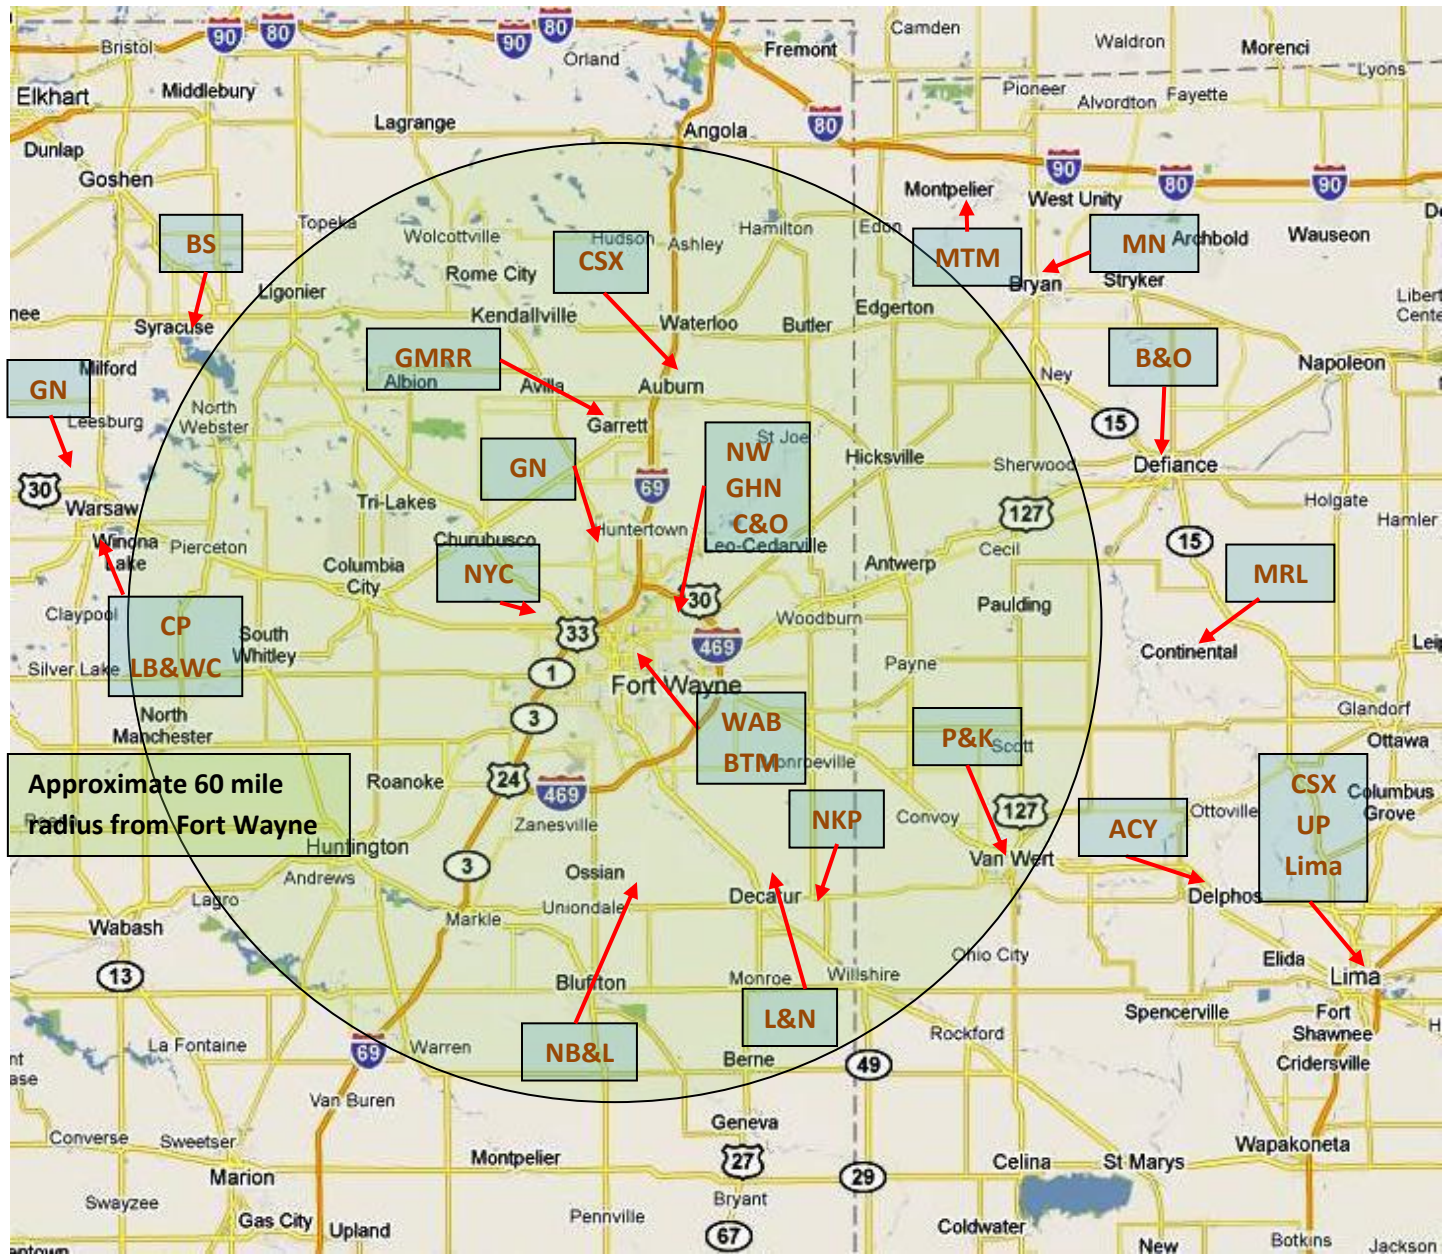 Camden
Bristol
90
80
90
80
Orland
Fremont
Waldron
Morenci
Lyons
Elkhart
Middlebury
Pioneer
Alvordton
Fayette
Lagrange
Angola
80
Dunlap
Goshen
90
80
90
Montpelier
West Unity
Topeka
Wolcottville
Hudson
Ashley
Hamilton
Edon
Archbold
Wauseon
BS
CSX
MTM
MN
Rome City
Ligonier
Bryan
Stryker
Syracuse
Kendallville
Waterloo
Butler
Edgerton
GMRR
B&O
Milford
GN
Albion
Avilla
Auburn
Ney
Napoleon
Leesburg
North
Webster
Garrett
15
St Joe
Hicksville
Sherwood
Defiance
GN
NW
GHN
C&O
30
Warsaw
Tri-Lakes
69
127
Holgate
Hamler
Winona
Lake
Pierceton
Churubusco
Huntertown
Leo-Cedarville
Cecil
15
Columbia
City
NYC
Antwerp
MRL
Claypool
CP
LB&WC
30
Woodburn
Paulding
33
469
South
Whitley
Silver Lake
1
Payne
Continental
Fort Wayne
North
Manchester
3
WAB
BTM
P&K
Scott
Glandorf
Ottawa
Approximate 60 mile
radius from Fort Wayne
Roanoke
24
469
Monroeville
CSX
UP
Lima
Columbus
Grove
Zanesville
NKP
Convoy
127
ACY
Ottoville
Huntington
3
Van Wert
Andrews
Ossian
Lagro
Uniondale
Decatur
Delphos
Wabash
Markle
13
Ohio City
Elida
Lima
Bluffton
Monroe
Willshire
L&N
Spencerville
Fort
Shawnee
La Fontaine
69
Warren
NB&L
Berne
Rockford
49
Cridersville
Van Buren
Geneva
Converse
Sweetser
Montpelier
27
Wapakoneta
Marion
29
Celina
St Marys
Swayzee
Bryant
Gas City
Upland
Pennville
67
Coldwater
New
Botkins
Jackson